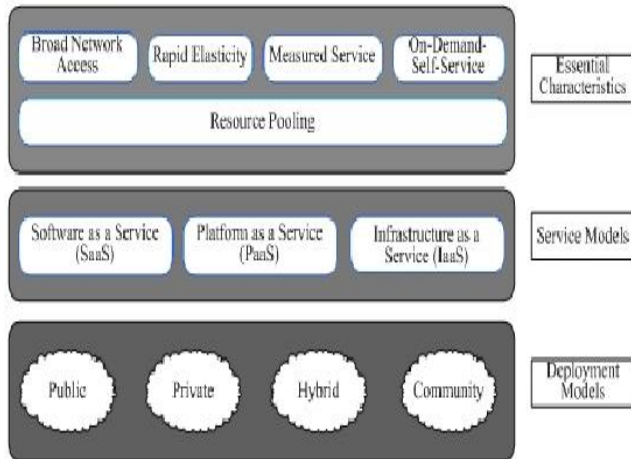 Broad Network
Access
Rapid Elasticity
Measured Service
On-Demand-
Self-Service
Resource Pooling
Essential
Characteristics
Software as a Service
(SaaS)
Platform as a Service
(PaaS)
Infrastructure as a
Service (IaaS)
Service Models
Public
Private
Hybrid
Community
Deployment
Models